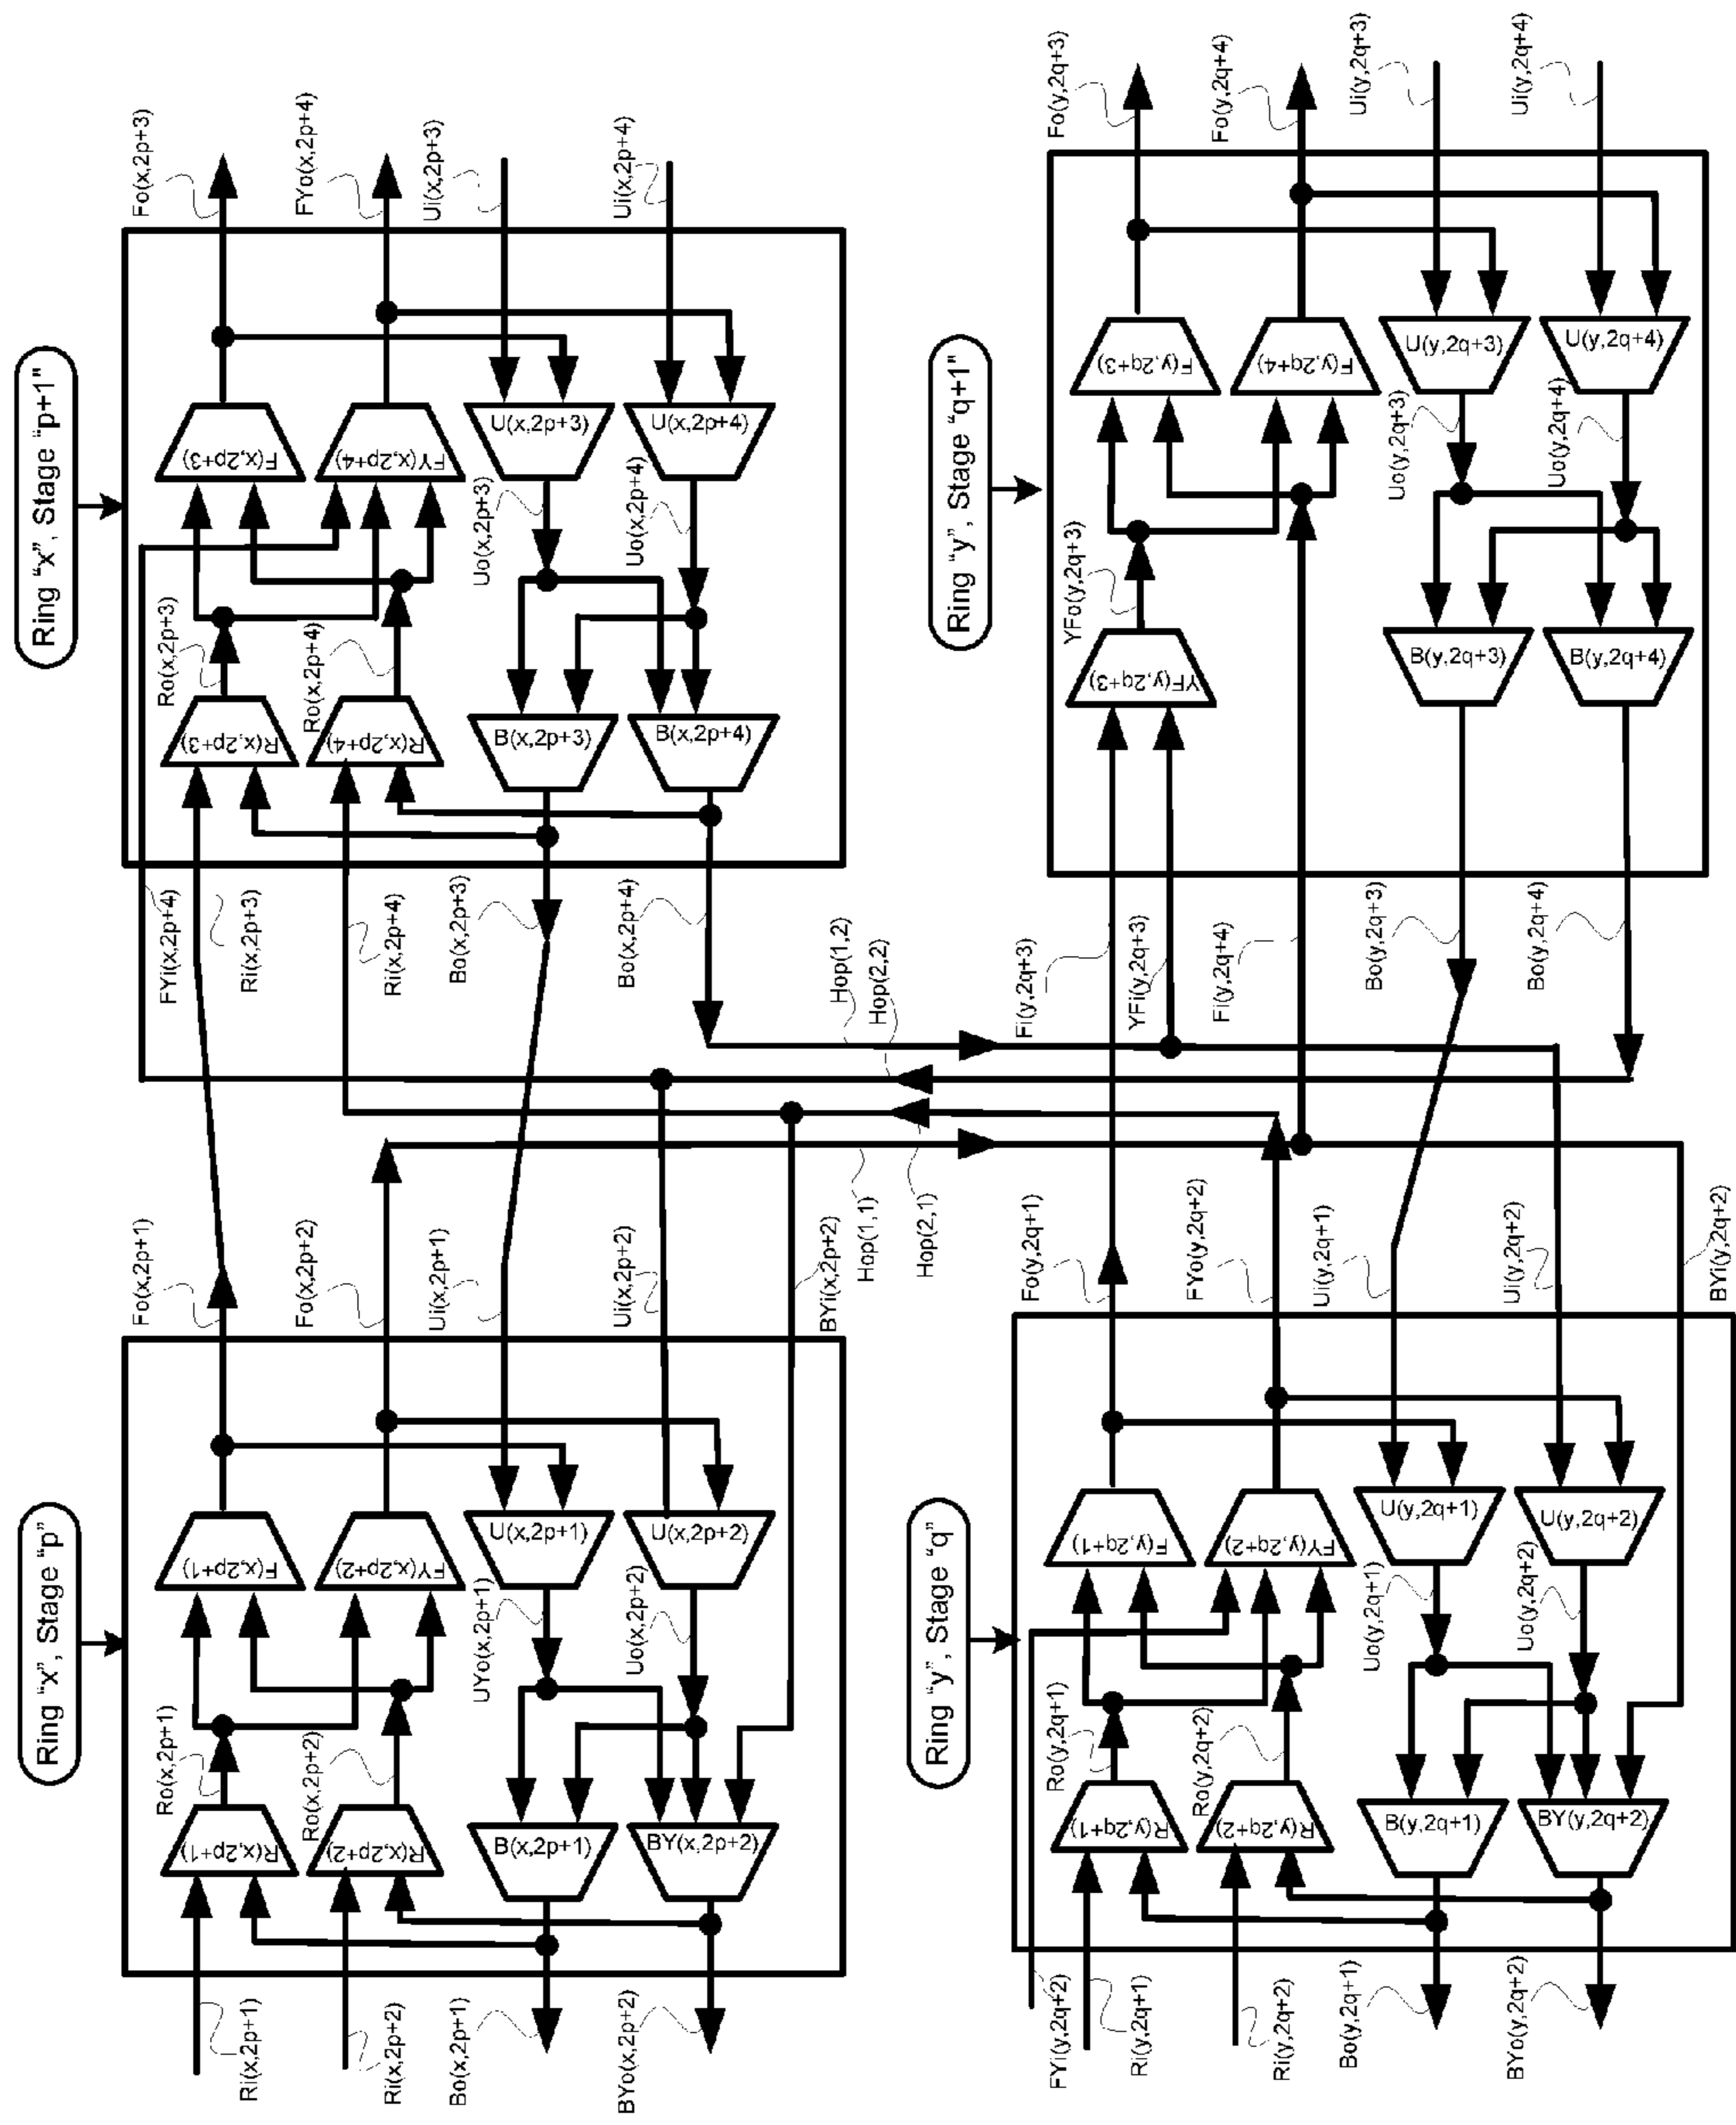 Ring "x", Stage "p"
Ri(x,2p+1)
Ri(x,2p+2)
Bo(x,2p+1)
BYo(x,2p+2)
R(x,2p+1)
R(x,2p+2)
B(x,2p+1)
BY(x,2p+2)
Ro(x,2p+1)
Ro(x,2p+2)
UYo(x,2p+1)
Uo(x,2p+2)
F(x,2p+1)
FY(x,2p+2)
U(x,2p+1)
U(x,2p+2)
Fo(x,2p+1)
Fo(x,2p+2)
Ui(x,2p+1)
Ui(x,2p+2)
BYi(x,2p+2)
Hop(1,1)
Hop(2,1)
Hop(1,2)
Hop(2,2)
Ring "x", Stage "p+1"
FYi(x,2p+4)
Ri(x,2p+3)
Ri(x,2p+4)
Bo(x,2p+3)
Bo(x,2p+4)
R(x,2p+3)
R(x,2p+4)
B(x,2p+3)
B(x,2p+4)
Ro(x,2p+3)
Ro(x,2p+4)
Uo(x,2p+3)
Uo(x,2p+4)
F(x,2p+3)
FY(x,2p+4)
U(x,2p+3)
U(x,2p+4)
Fo(x,2p+3)
FYo(x,2p+4)
Ui(x,2p+3)
Ui(x,2p+4)
Ring "y", Stage "q"
FYi(y,2q+2)
Ri(y,2q+1)
Ri(y,2q+2)
Bo(y,2q+1)
BYo(y,2q+2)
R(y,2q+1)
R(y,2q+2)
B(y,2q+1)
BY(y,2q+2)
Ro(y,2q+1)
Ro(y,2q+2)
Uo(y,2q+1)
Uo(y,2q+2)
F(y,2q+1)
FY(y,2q+2)
U(y,2q+1)
U(y,2q+2)
Fo(y,2q+1)
FYo(y,2q+2)
Ui(y,2q+1)
Ui(y,2q+2)
BYi(y,2q+2)
Ring "y", Stage "q+1"
Fi(y,2q+3)
YFi(y,2q+3)
Fi(y,2q+4)
Bo(y,2q+3)
Bo(y,2q+4)
YF(y,2q+3)
B(y,2q+3)
B(y,2q+4)
YFo(y,2q+3)
Uo(y,2q+3)
Uo(y,2q+4)
F(y,2q+3)
F(y,2q+4)
U(y,2q+3)
U(y,2q+4)
Fo(y,2q+3)
Fo(y,2q+4)
Ui(y,2q+3)
Ui(y,2q+4)